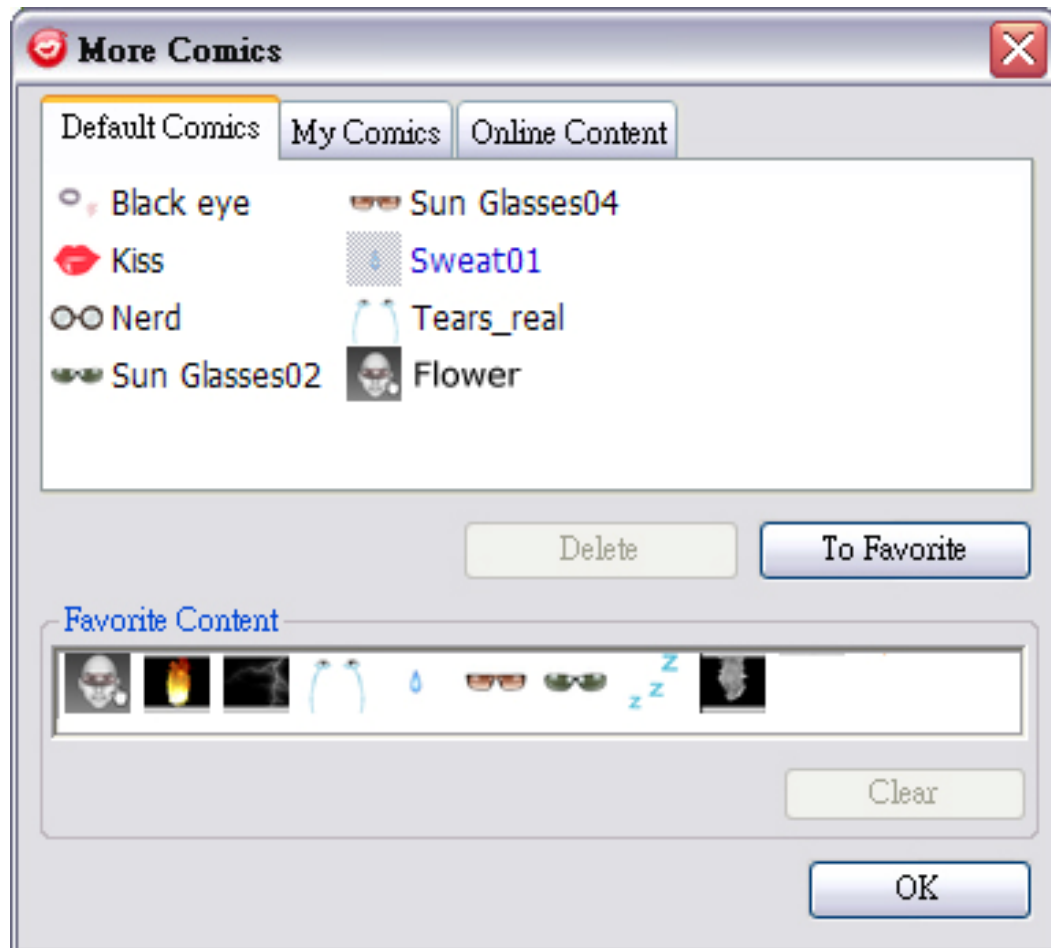 More Comics
Default Comics My Comics Online Content
Black eye Sun Glasses04
Kiss Sweat01
Nerd Tears_real
Sun Glasses02 Flower
Delete To Favorite
Favorite Content
z
z
z
Clear
OK